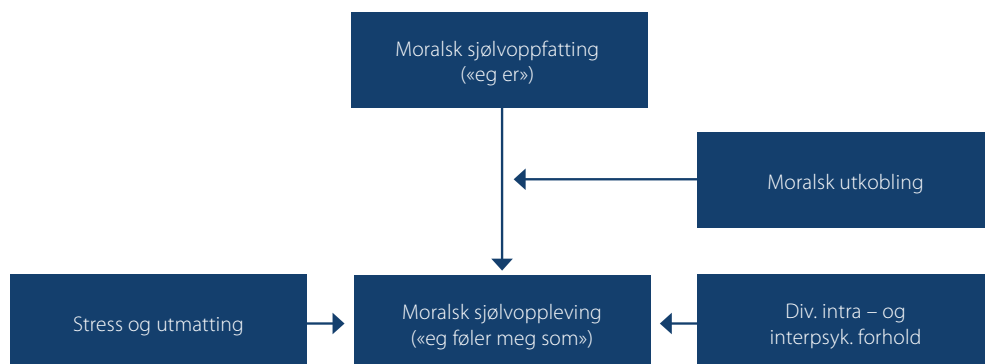 Moralsk sjølvoppfatting
(«eg er»)
Moralsk utkobling
Stress og utmatting
Moralsk sjølvoppleving
(«eg føler meg som»)
Div. intra – og
interpsyk. forhold